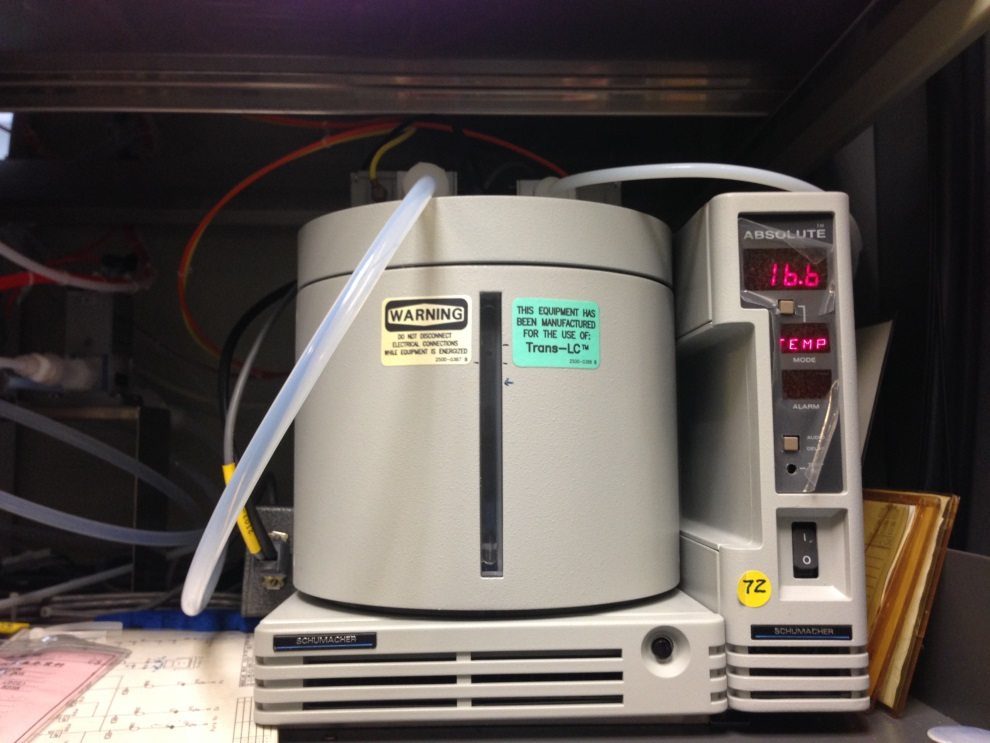 WARNING
DO NOT DISCONNECT
ELECTRICAL CONNECTIONS
WHILE EQUIPMENT IS ENERGIZED
THIS EQUIPMENT HAS
BEEN MANUFACTURED
FOR THE USE OF:
Trans-LC™
ABSOLUTE™
16.6
TEMP
MODE
ALARM
I
O
72
SCHUMACHER
SCHUMACHER